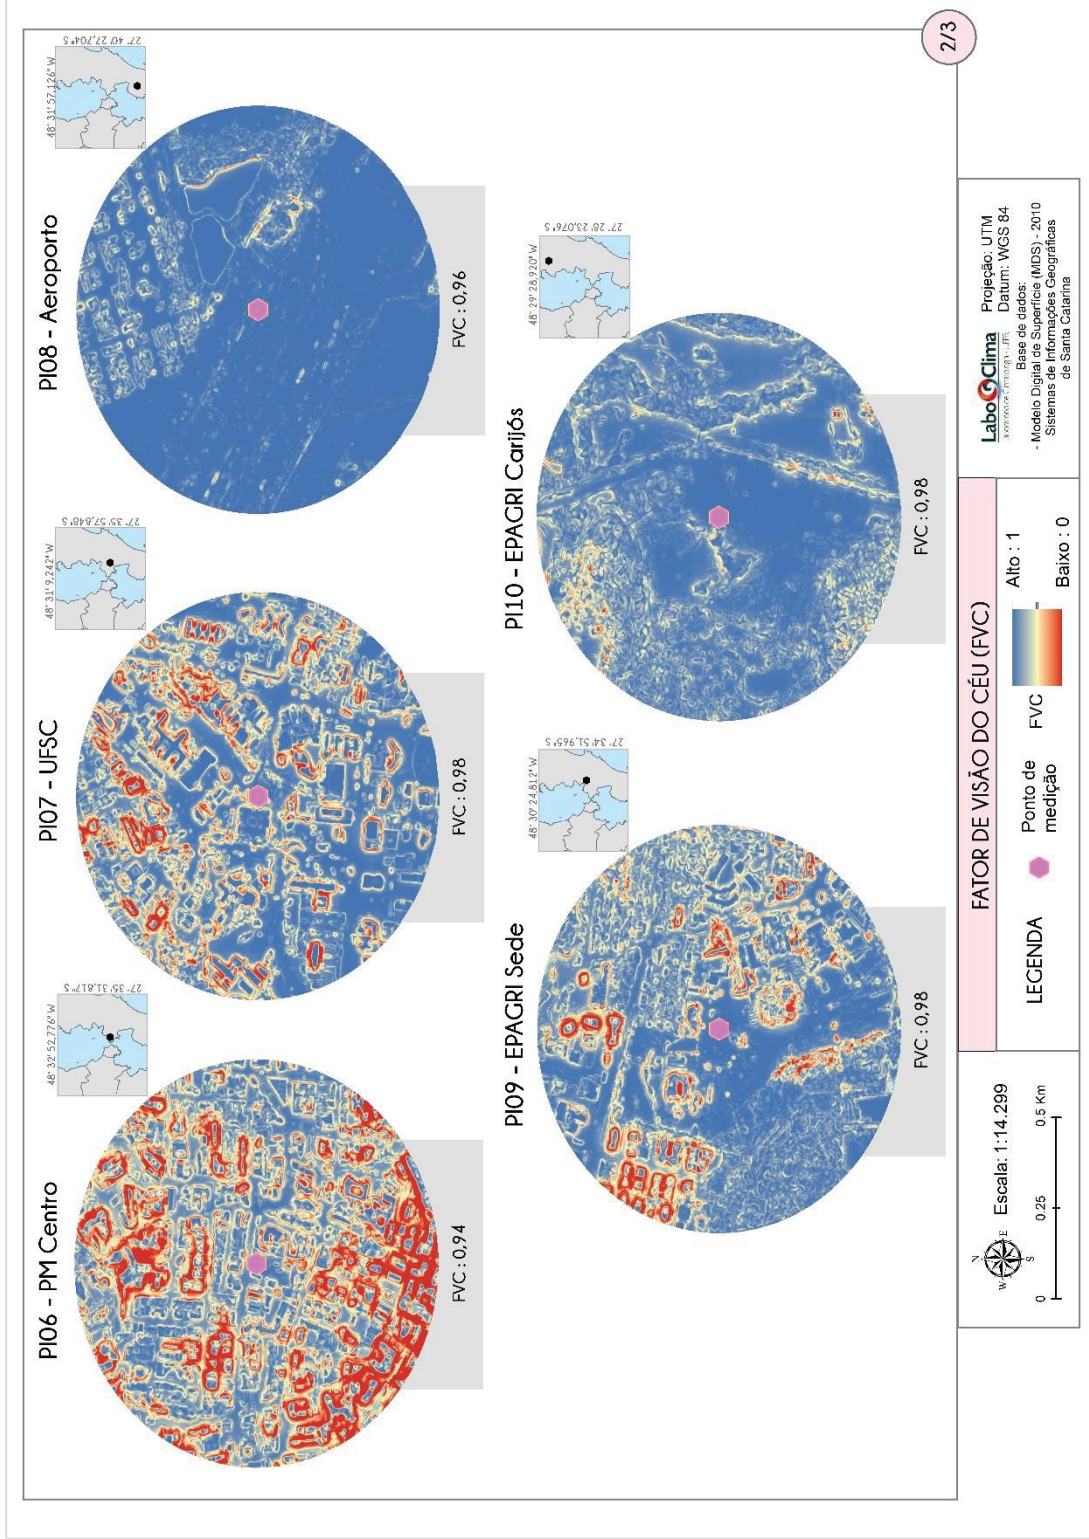 PI06 - PM Centro
48° 32' 52,776" W
27° 35' 31,817" S
FVC : 0,94
PI07 - UFSC
48° 31' 9,242" W
27° 35' 57,848" S
FVC : 0,98
PI08 - Aeroporto
48° 31' 57,126" W
27° 40' 27,704" S
FVC : 0,96
PI09 - EPAGRI Sede
48° 30' 24,812" W
27° 34' 51,965" S
FVC : 0,98
PI10 - EPAGRI Carijós
48° 29' 28,920" W
27° 28' 23,076" S
FVC : 0,98
2/3
N
W
E
S
Escala: 1:14.299
0
0.25
0.5 Km
FATOR DE VISÃO DO CÉU (FVC)
LEGENDA
Ponto de
medição
FVC
Alto : 1
Baixo : 0
LaboClima
Projeção: UTM
Datum: WGS 84
Base de dados:
- Modelo Digital de Superfície (MDS) - 2010
Sistemas de Informações Geográficas
de Santa Catarina